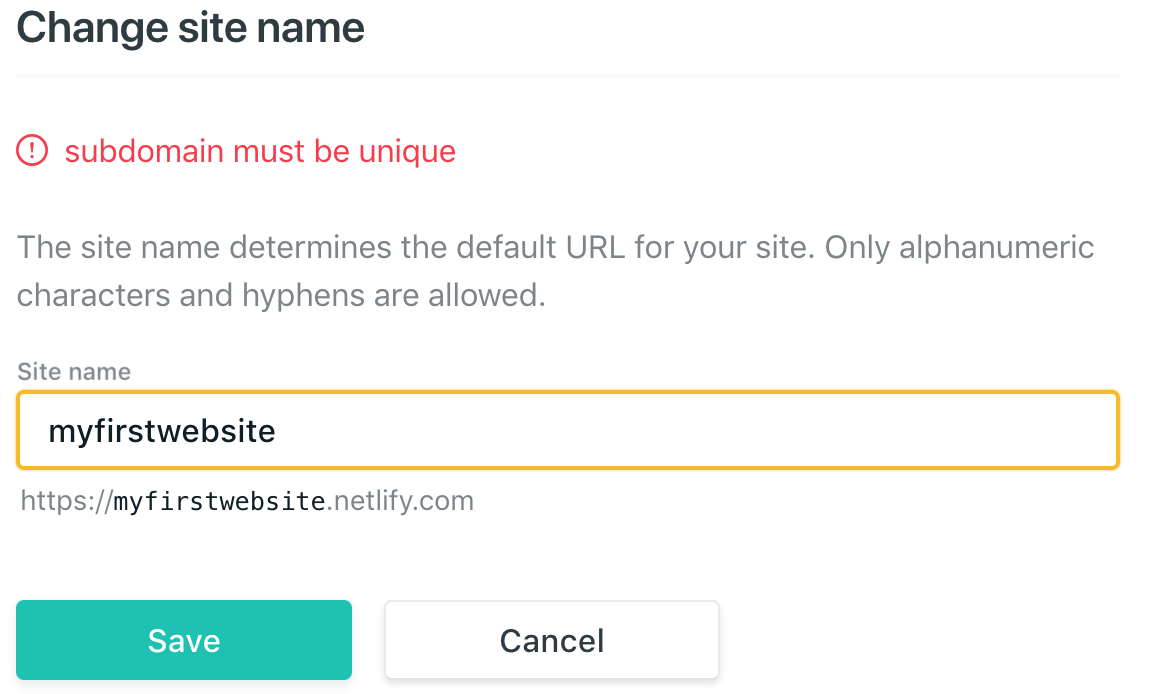 Change site name
! subdomain must be unique
The site name determines the default URL for your site. Only alphanumeric
characters and hyphens are allowed.
Site name
myfirstwebsite
https://myfirstwebsite.netlify.com
Save Cancel